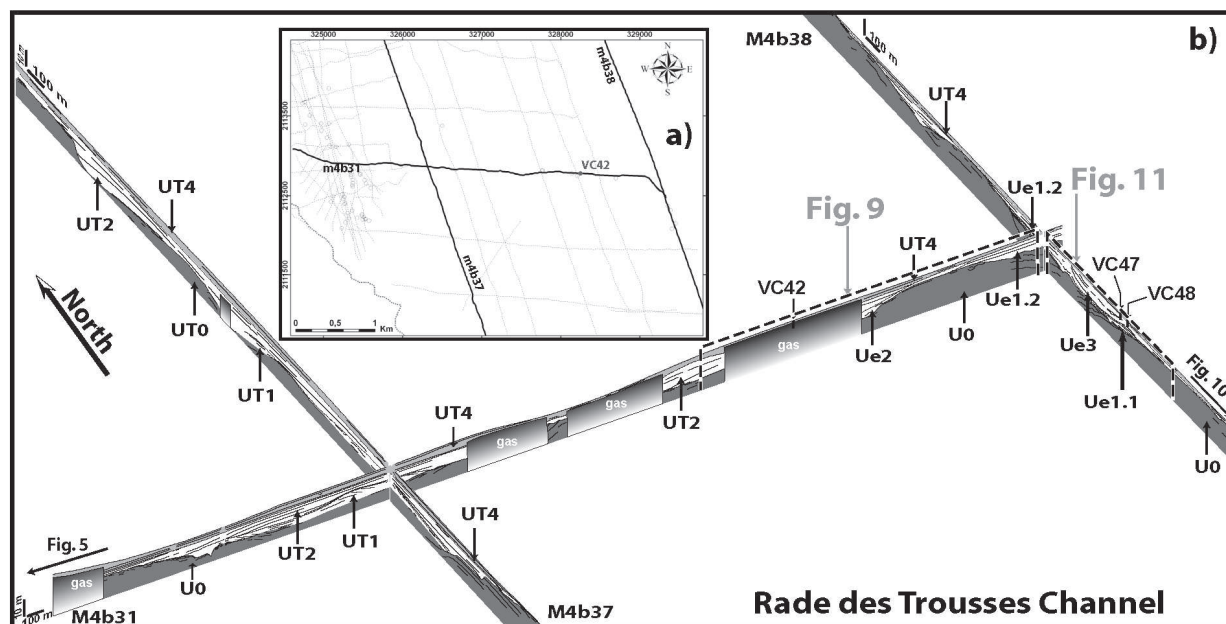 b)
M4b38
100 m
UT4
UT2
UT0
UT1
North
325000 326000 327000 328000 329000
2113500
2112500
2111500
m4b38
N
W E
S
a)
m4b31
VC42
m4b37
0 0,5 1
Km
UT4
Ue1.2
Fig. 11
Fig. 9
UT4
VC42
VC47
VC48
Ue1.2
U0
Ue2
Ue3
Ue1.1
Fig. 10
U0
gas
UT2
gas
gas
UT4
UT4
UT1
UT2
U0
Fig. 5
gas
100 m
M4b31
M4b37
Rade des Trousses Channel